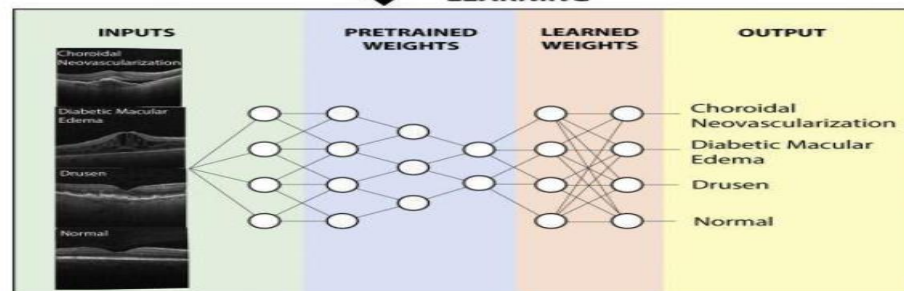 LEARNING
INPUTS
PRETRAINED
WEIGHTS
LEARNED
WEIGHTS
OUTPUT
Choroidal
Neovascularization
Diabetic Macular
Edema
Drusen
Normal
Choroidal
Neovascularization
Diabetic Macular
Edema
Drusen
Normal